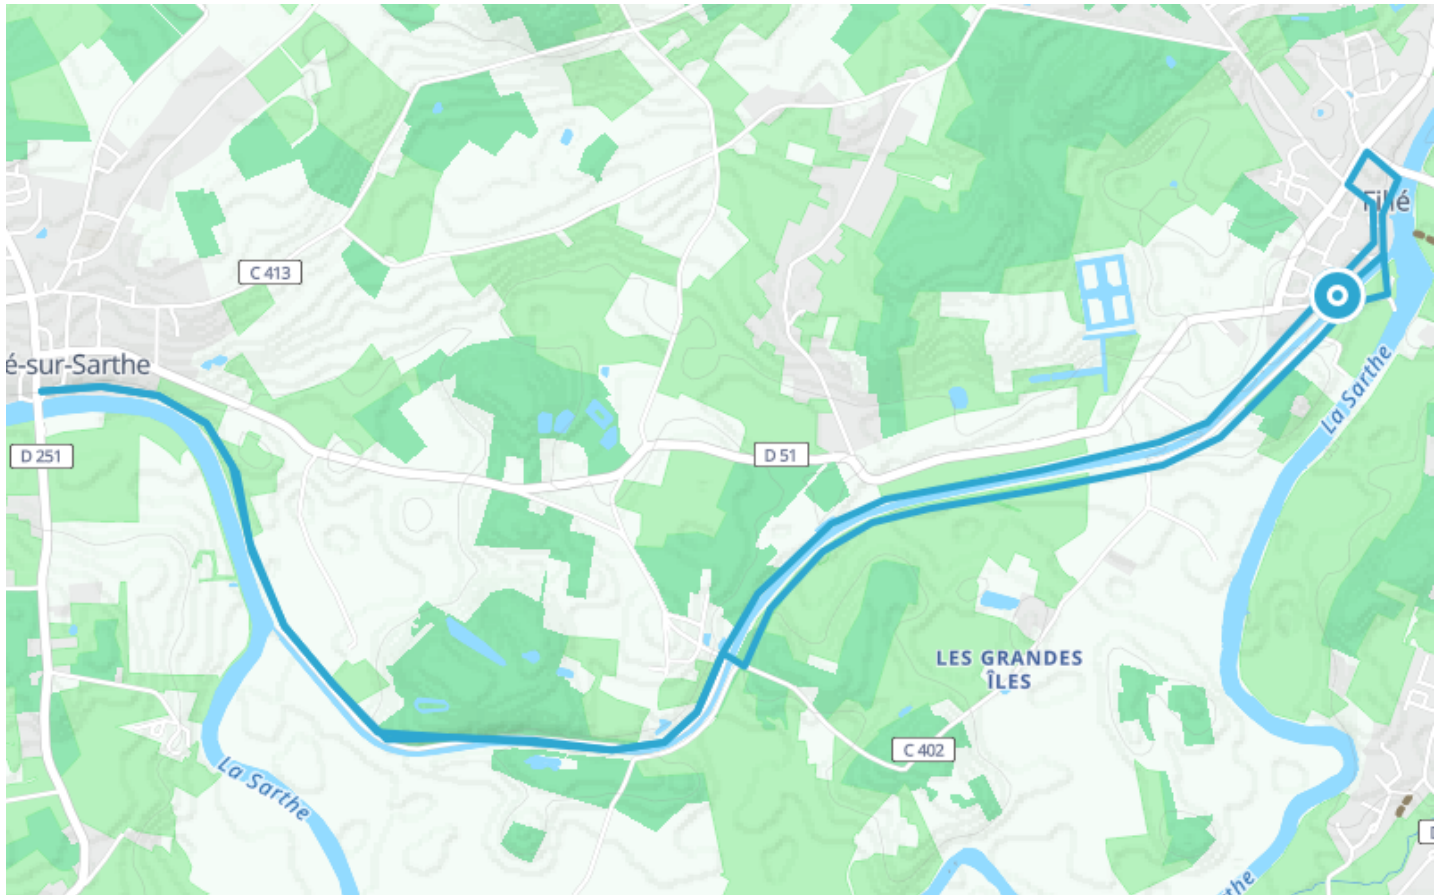 Fillé
C 413
é-sur-Sarthe
La Sarthe
D 251
D 51
LES GRANDES
ÎLES
C 402
La Sarthe
the
D